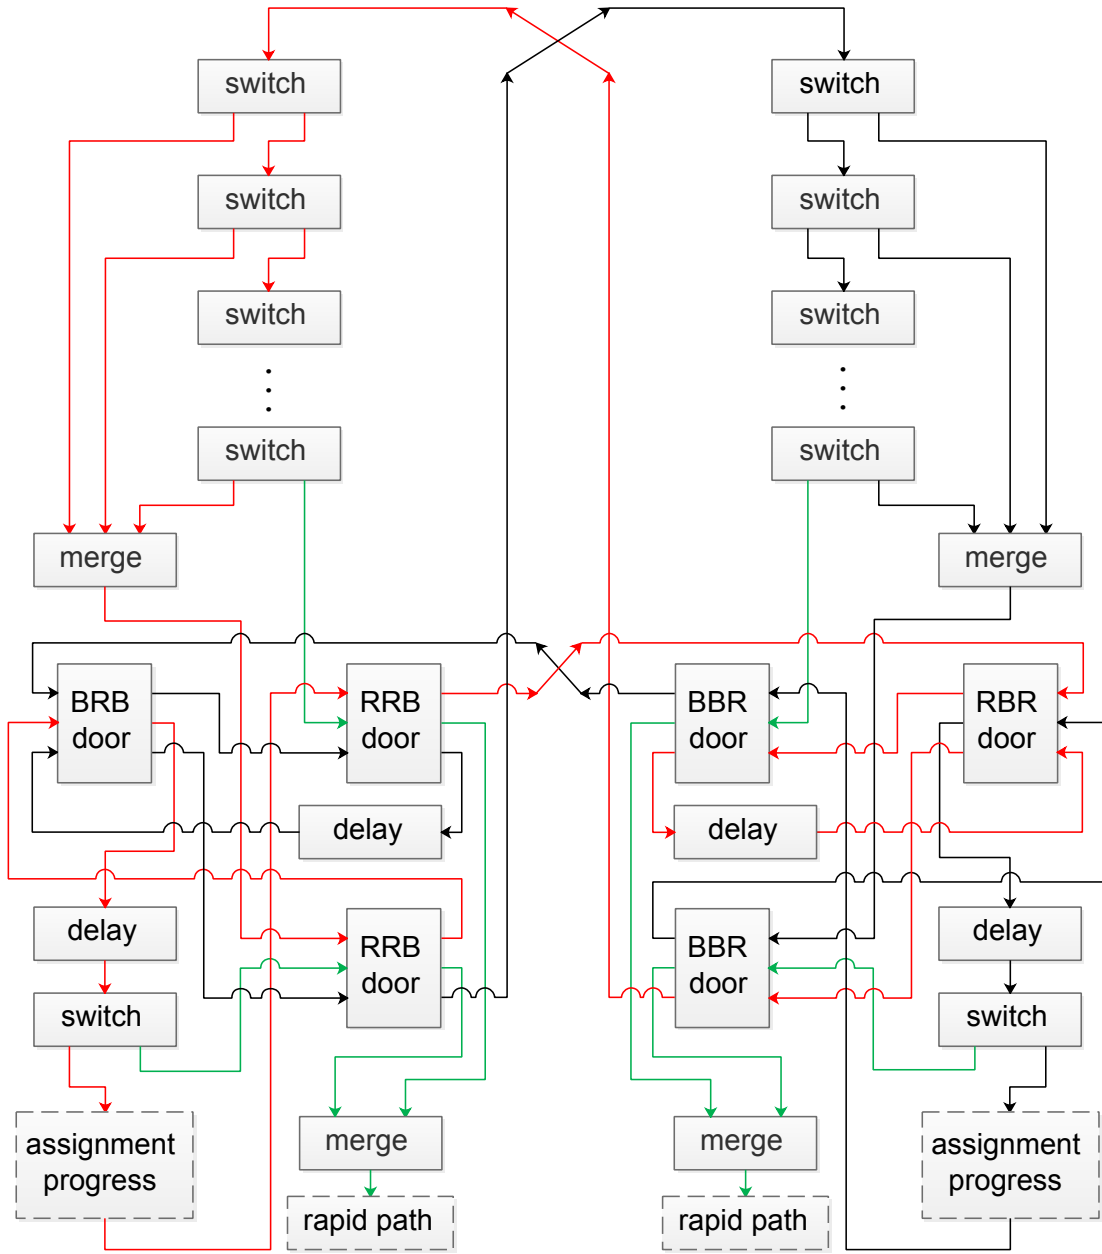 switch
switch
switch
switch
switch
switch
switch
switch
merge
merge
BRB
door
RRB
door
BBR
door
RBR
door
delay
delay
delay
RRB
door
BBR
door
delay
switch
switch
assignment
progress
merge
merge
assignment
progress
rapid path
rapid path